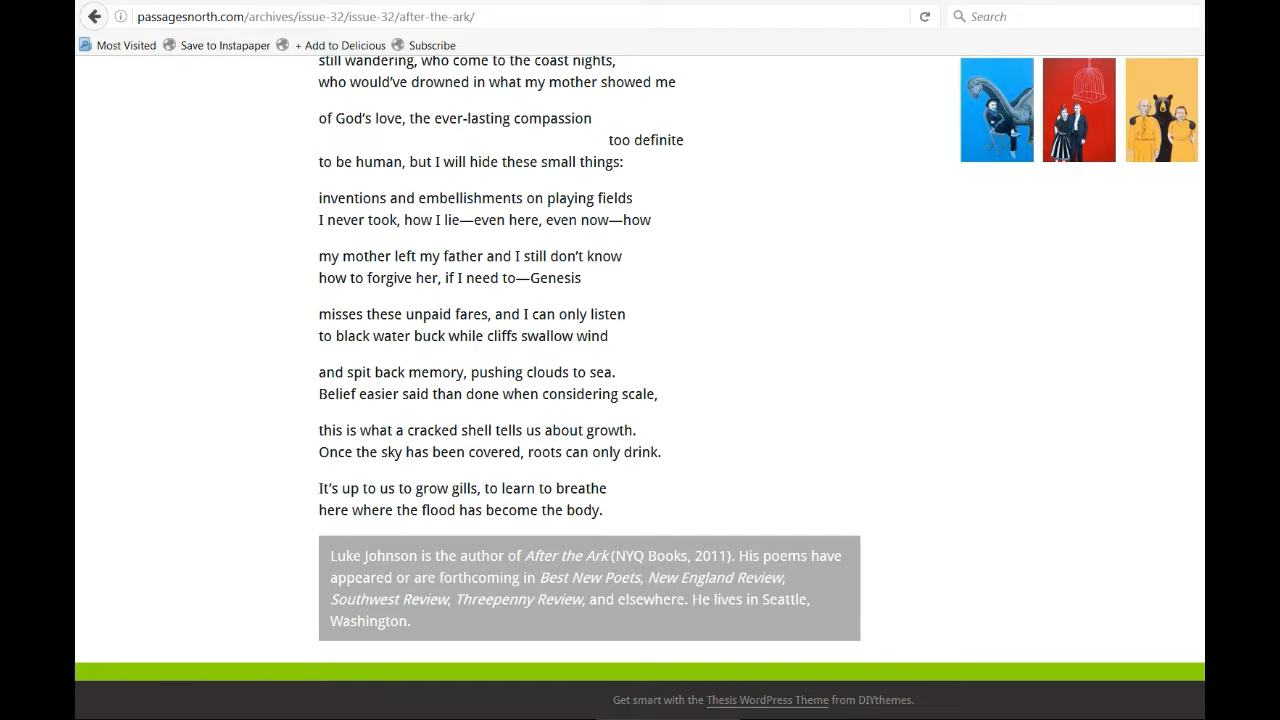 passagesnorth.com/archives/issue-32/issue-32/after-the-ark/
Search
Most Visited Save to Instapaper + Add to Delicious Subscribe
still wandering, who come to the coast nights,
who would’ve drowned in what my mother showed me
of God’s love, the ever-lasting compassion
too definite
to be human, but I will hide these small things:
inventions and embellishments on playing fields
I never took, how I lie—even here, even now—how
my mother left my father and I still don’t know
how to forgive her, if I need to—Genesis
misses these unpaid fares, and I can only listen
to black water buck while cliffs swallow wind
and spit back memory, pushing clouds to sea.
Belief easier said than done when considering scale,
this is what a cracked shell tells us about growth.
Once the sky has been covered, roots can only drink.
It’s up to us to grow gills, to learn to breathe
here where the flood has become the body.
Luke Johnson is the author of After the Ark (NYQ Books, 2011). His poems have
appeared or are forthcoming in Best New Poets, New England Review,
Southwest Review, Threepenny Review, and elsewhere. He lives in Seattle,
Washington.
Get smart with the Thesis WordPress Theme from DIYthemes.